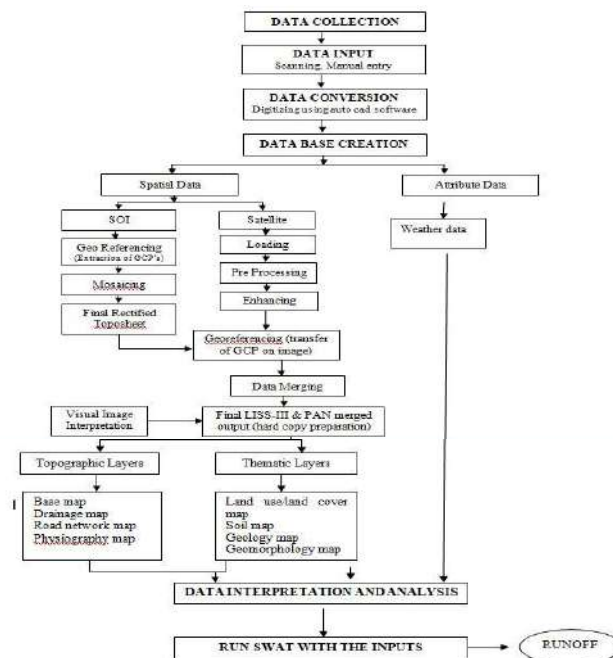 DATA COLLECTION
DATA INPUT
Scanning, Manual entry
DATA CONVERSION
Digitizing using auto cad software
DATA BASE CREATION
Spatial Data
Attribute Data
SOI
Satellite
Weather data
Geo Referencing
(Extraction of GCP's)
Loading
Mosaicing
Pre Processing
Final Rectified
Toposheet
Enhancing
Georeferencing (transfer
of GCP on image)
Data Merging
Visual Image
Interpretation
Final LISS-III & PAN merged
output (hard copy preparation)
Topographic Layers
Thematic Layers
Base map
Drainage map
Road network map
Physiography map
Land use/land cover
map
Soil map
Geology map
Geomorphology map
DATA INTERPRETATION AND ANALYSIS
RUN SWAT WITH THE INPUTS
RUNOFF